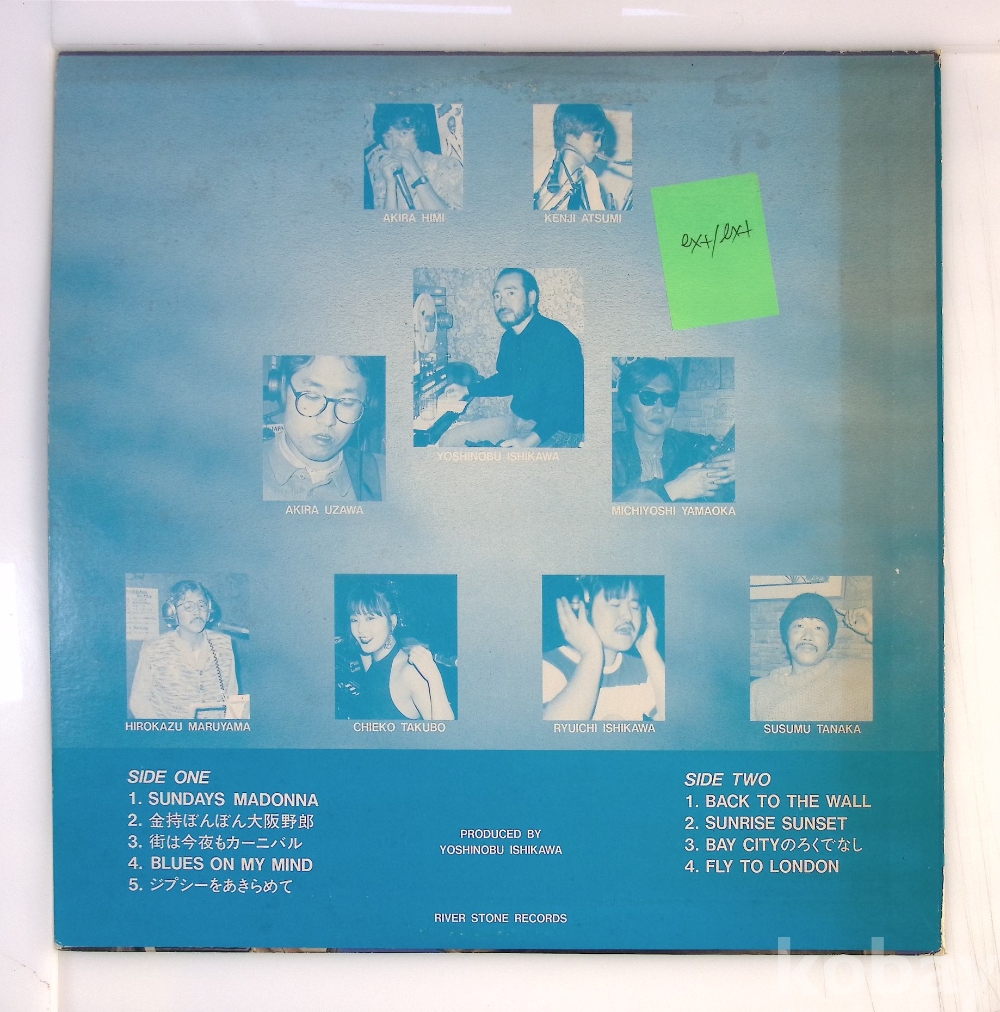 AKIRA HIMI
KENJI ATSUMI
ex+/ex+
YOSHINOBU ISHIKAWA
AKIRA UZAWA
MICHIYOSHI YAMAOKA
HIROKAZU MARUYAMA
CHIEKO TAKUBO
RYUICHI ISHIKAWA
SUSUMU TANAKA
SIDE ONE
1. SUNDAYS MADONNA
2. 金持ぼんぼん大阪野郎
3. 街は今夜もカーニバル
4. BLUES ON MY MIND
5. ジプシーをあきらめて
PRODUCED BY
YOSHINOBU ISHIKAWA
RIVER STONE RECORDS
SIDE TWO
1. BACK TO THE WALL
2. SUNRISE SUNSET
3. BAY CITYのろくでなし
4. FLY TO LONDON